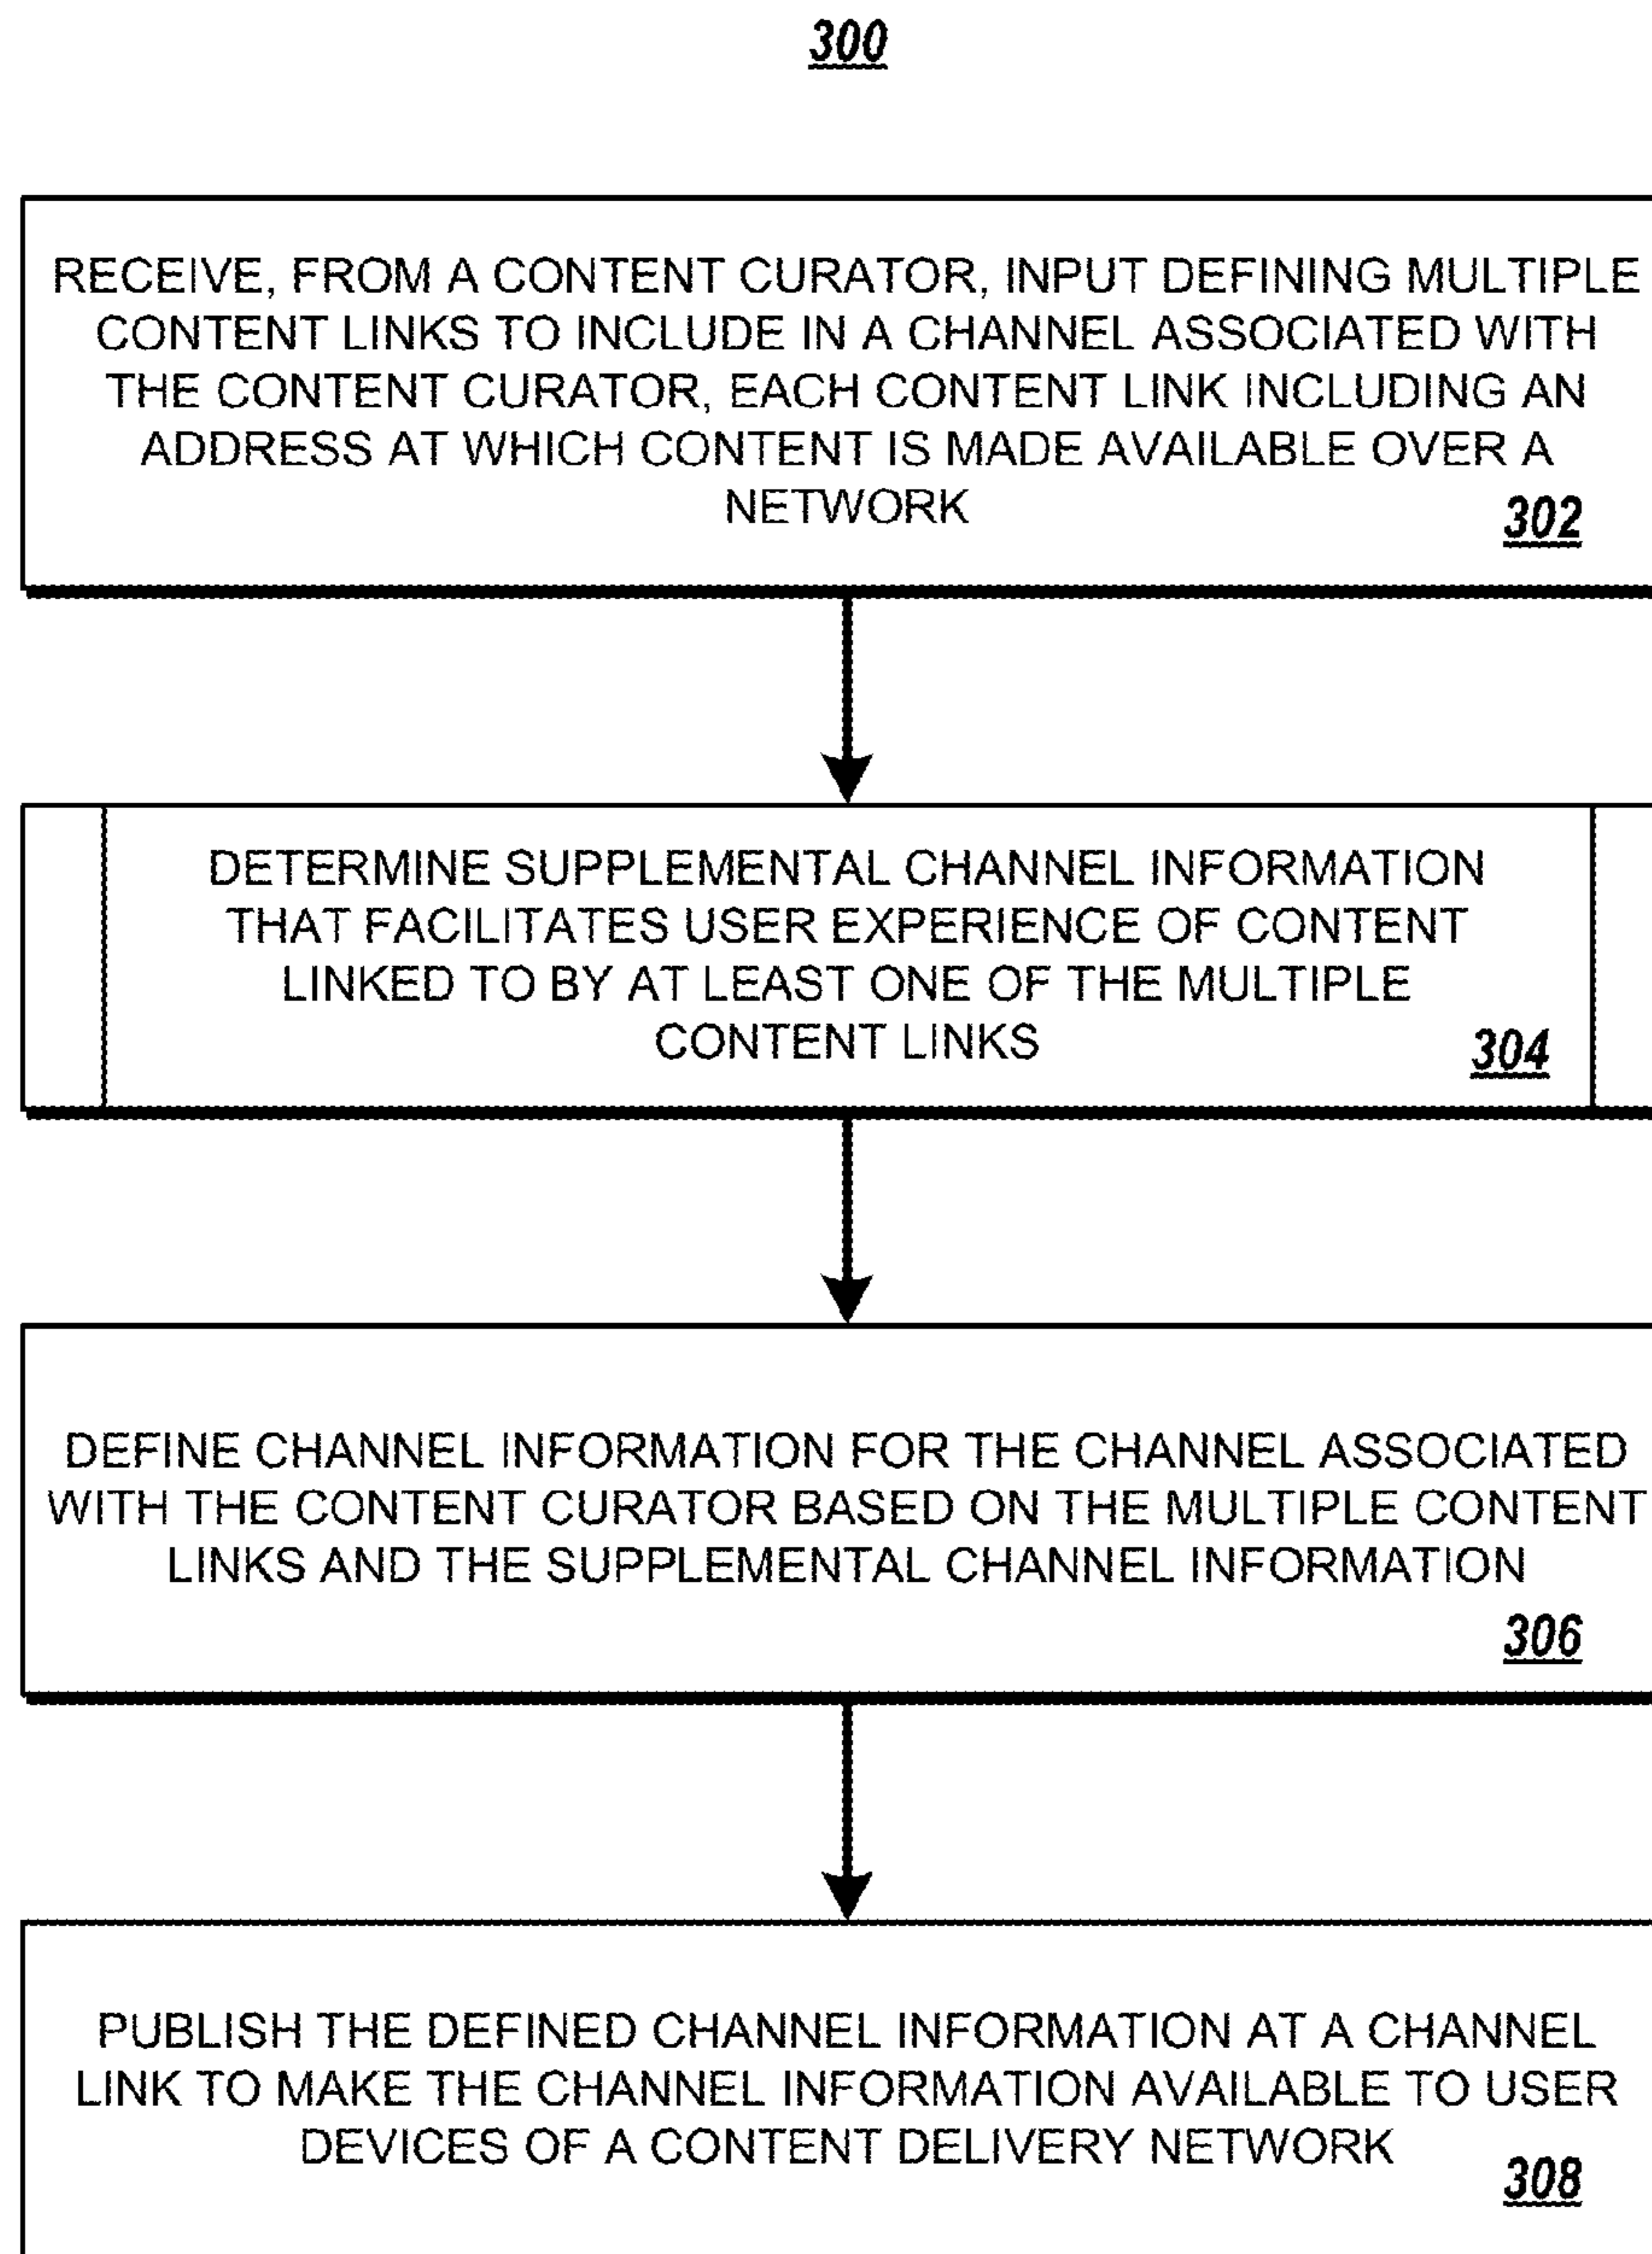 300
RECEIVE, FROM A CONTENT CURATOR, INPUT DEFINING MULTIPLE
CONTENT LINKS TO INCLUDE IN A CHANNEL ASSOCIATED WITH
THE CONTENT CURATOR, EACH CONTENT LINK INCLUDING AN
ADDRESS AT WHICH CONTENT IS MADE AVAILABLE OVER A
NETWORK
302
DETERMINE SUPPLEMENTAL CHANNEL INFORMATION
THAT FACILITATES USER EXPERIENCE OF CONTENT
LINKED TO BY AT LEAST ONE OF THE MULTIPLE
CONTENT LINKS
304
DEFINE CHANNEL INFORMATION FOR THE CHANNEL ASSOCIATED
WITH THE CONTENT CURATOR BASED ON THE MULTIPLE CONTENT
LINKS AND THE SUPPLEMENTAL CHANNEL INFORMATION
306
PUBLISH THE DEFINED CHANNEL INFORMATION AT A CHANNEL
LINK TO MAKE THE CHANNEL INFORMATION AVAILABLE TO USER
DEVICES OF A CONTENT DELIVERY NETWORK
308